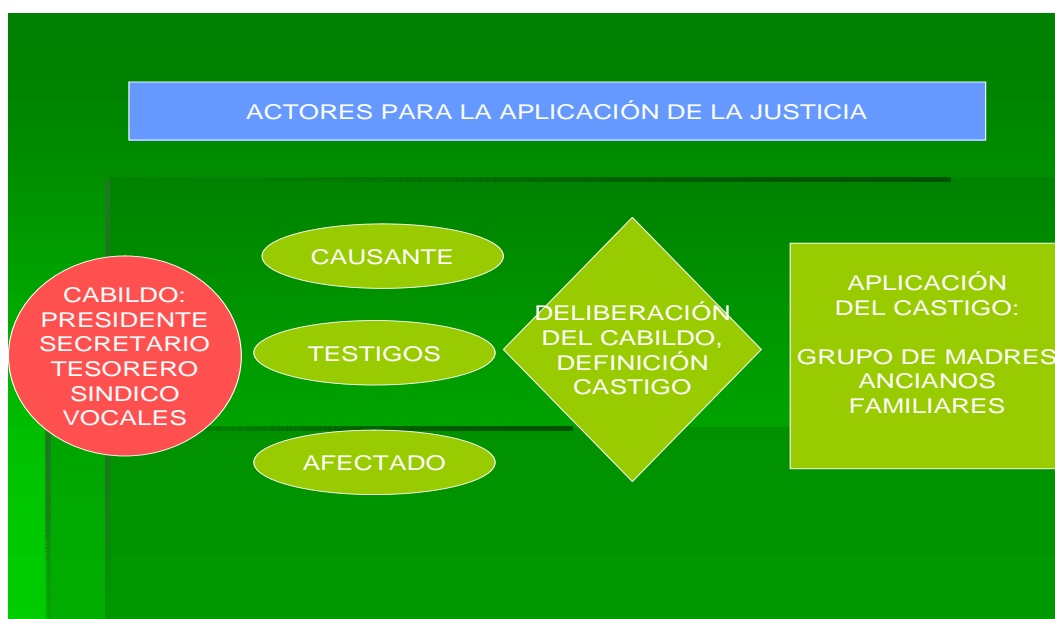 ACTORES PARA LA APLICACIÓN DE LA JUSTICIA
CABILDO:
PRESIDENTE
SECRETARIO
TESORERO
SINDICO
VOCALES
CAUSANTE
TESTIGOS
AFECTADO
DELIBERACIÓN
DEL CABILDO,
DEFINICIÓN
CASTIGO
APLICACIÓN
DEL CASTIGO:
GRUPO DE MADRES
ANCIANOS
FAMILIARES